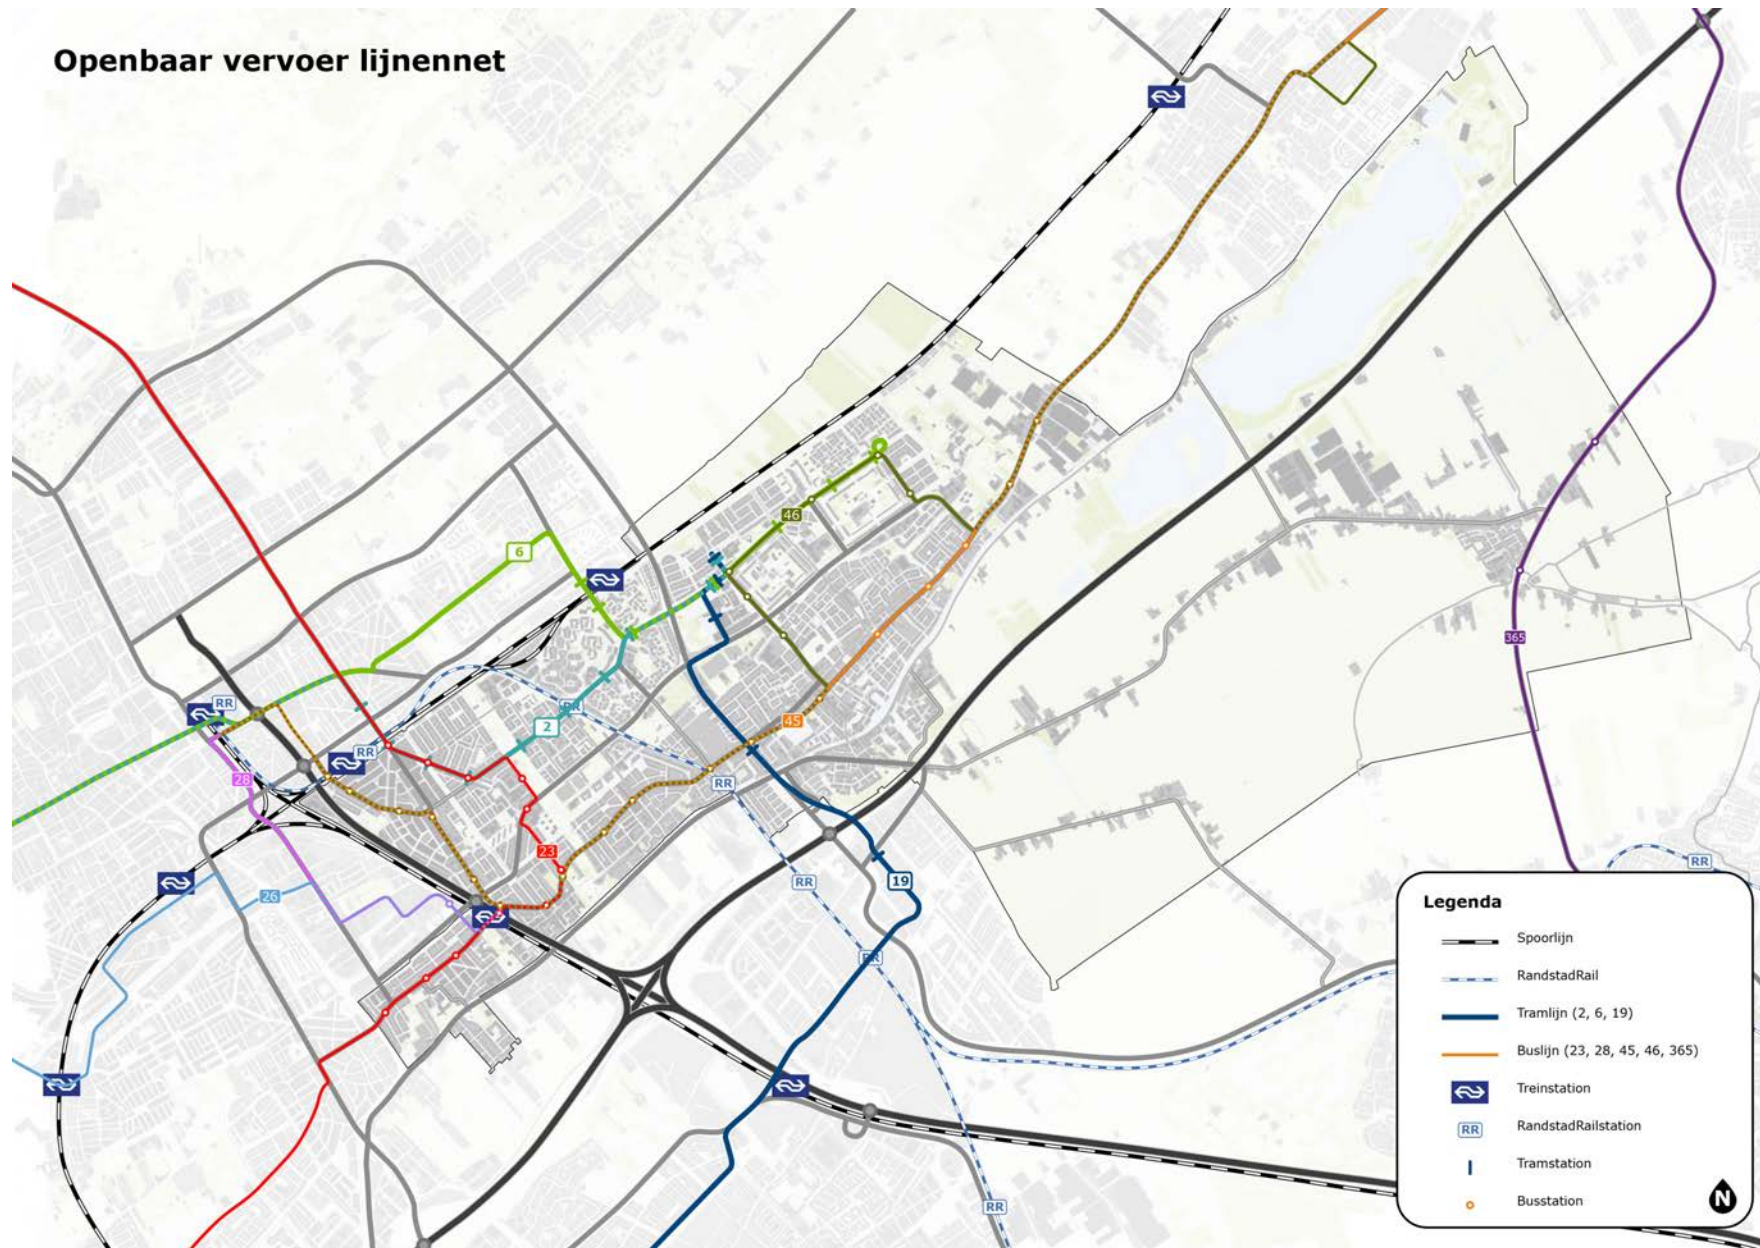 Openbaar vervoer lijnennet
6
46
RR
RR
2
RR
45
28
RR
23
365
26
19
RR
RR
RR
RR
Legenda
Spoorlijn
RandstadRail
Tramlijn (2, 6, 19)
Buslijn (23, 28, 45, 46, 365)
Treinstation
RR RandstadRailstation
Tramstation
Busstation
N